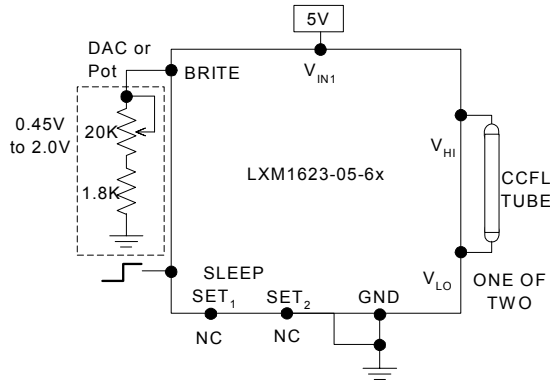 5V
DAC or
Pot
BRITE
V_IN1
0.45V
to 2.0V
20K
1.8K
LXM1623-05-6x
V_HI
CCFL
TUBE
SLEEP
V_LO
ONE OF
TWO
SET_1
SET_2
GND
NC
NC